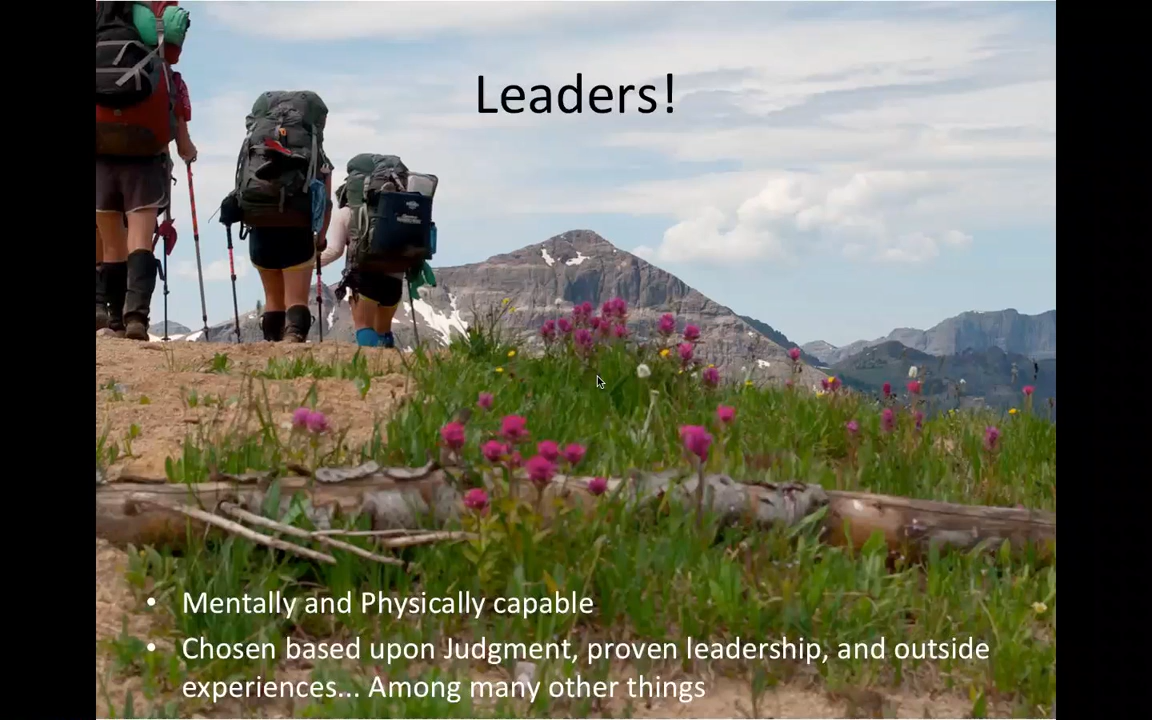 Leaders!
• Mentally and Physically capable
• Chosen based upon Judgment, proven leadership, and outside
experiences... Among many other things